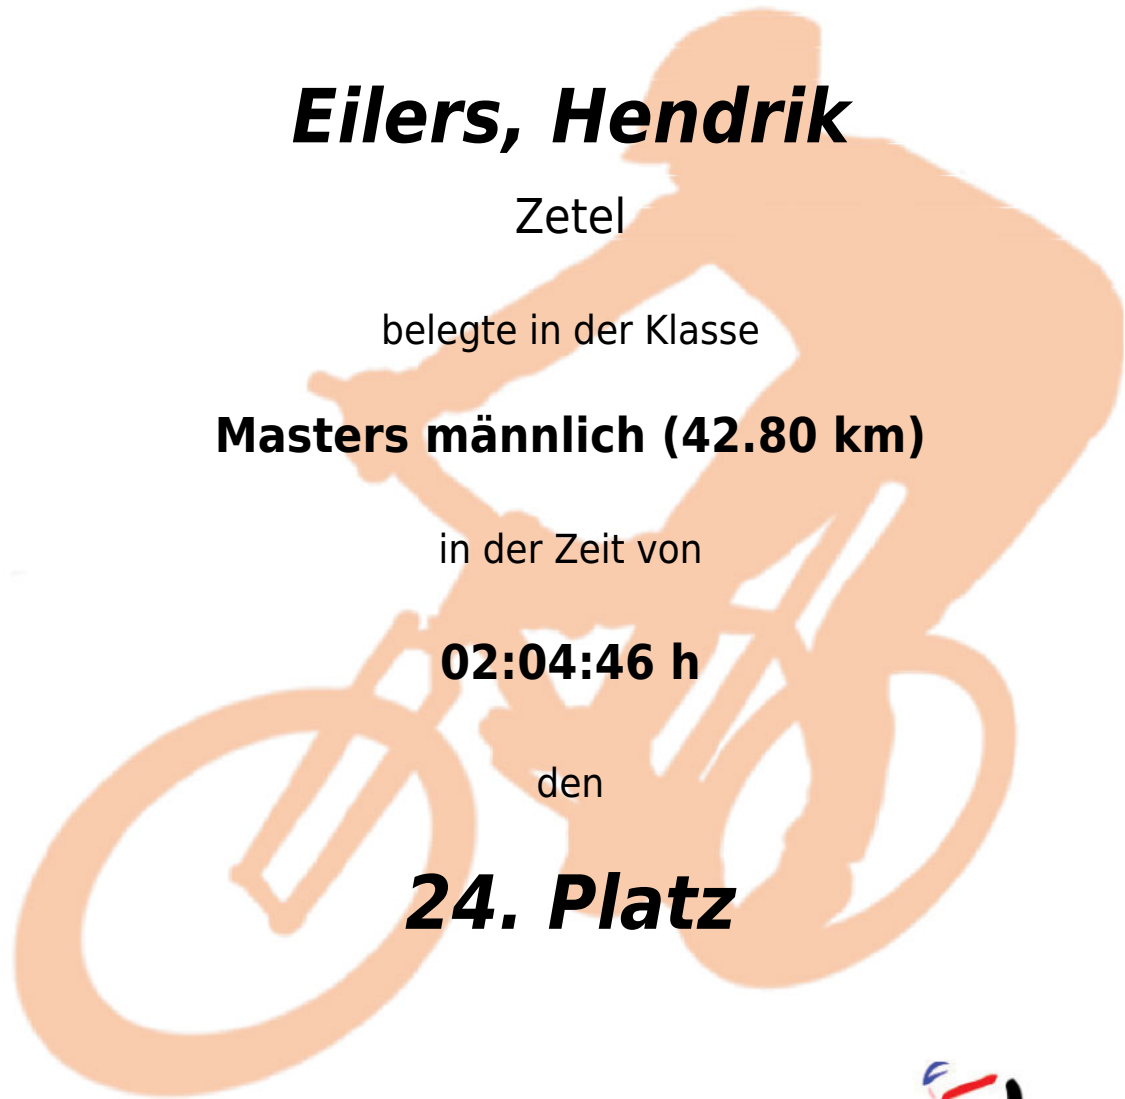 Eilers, Hendrik
Zetel
belegte in der Klasse
Masters männlich (42.80 km)
in der Zeit von
02:04:46 h
den
24. Platz